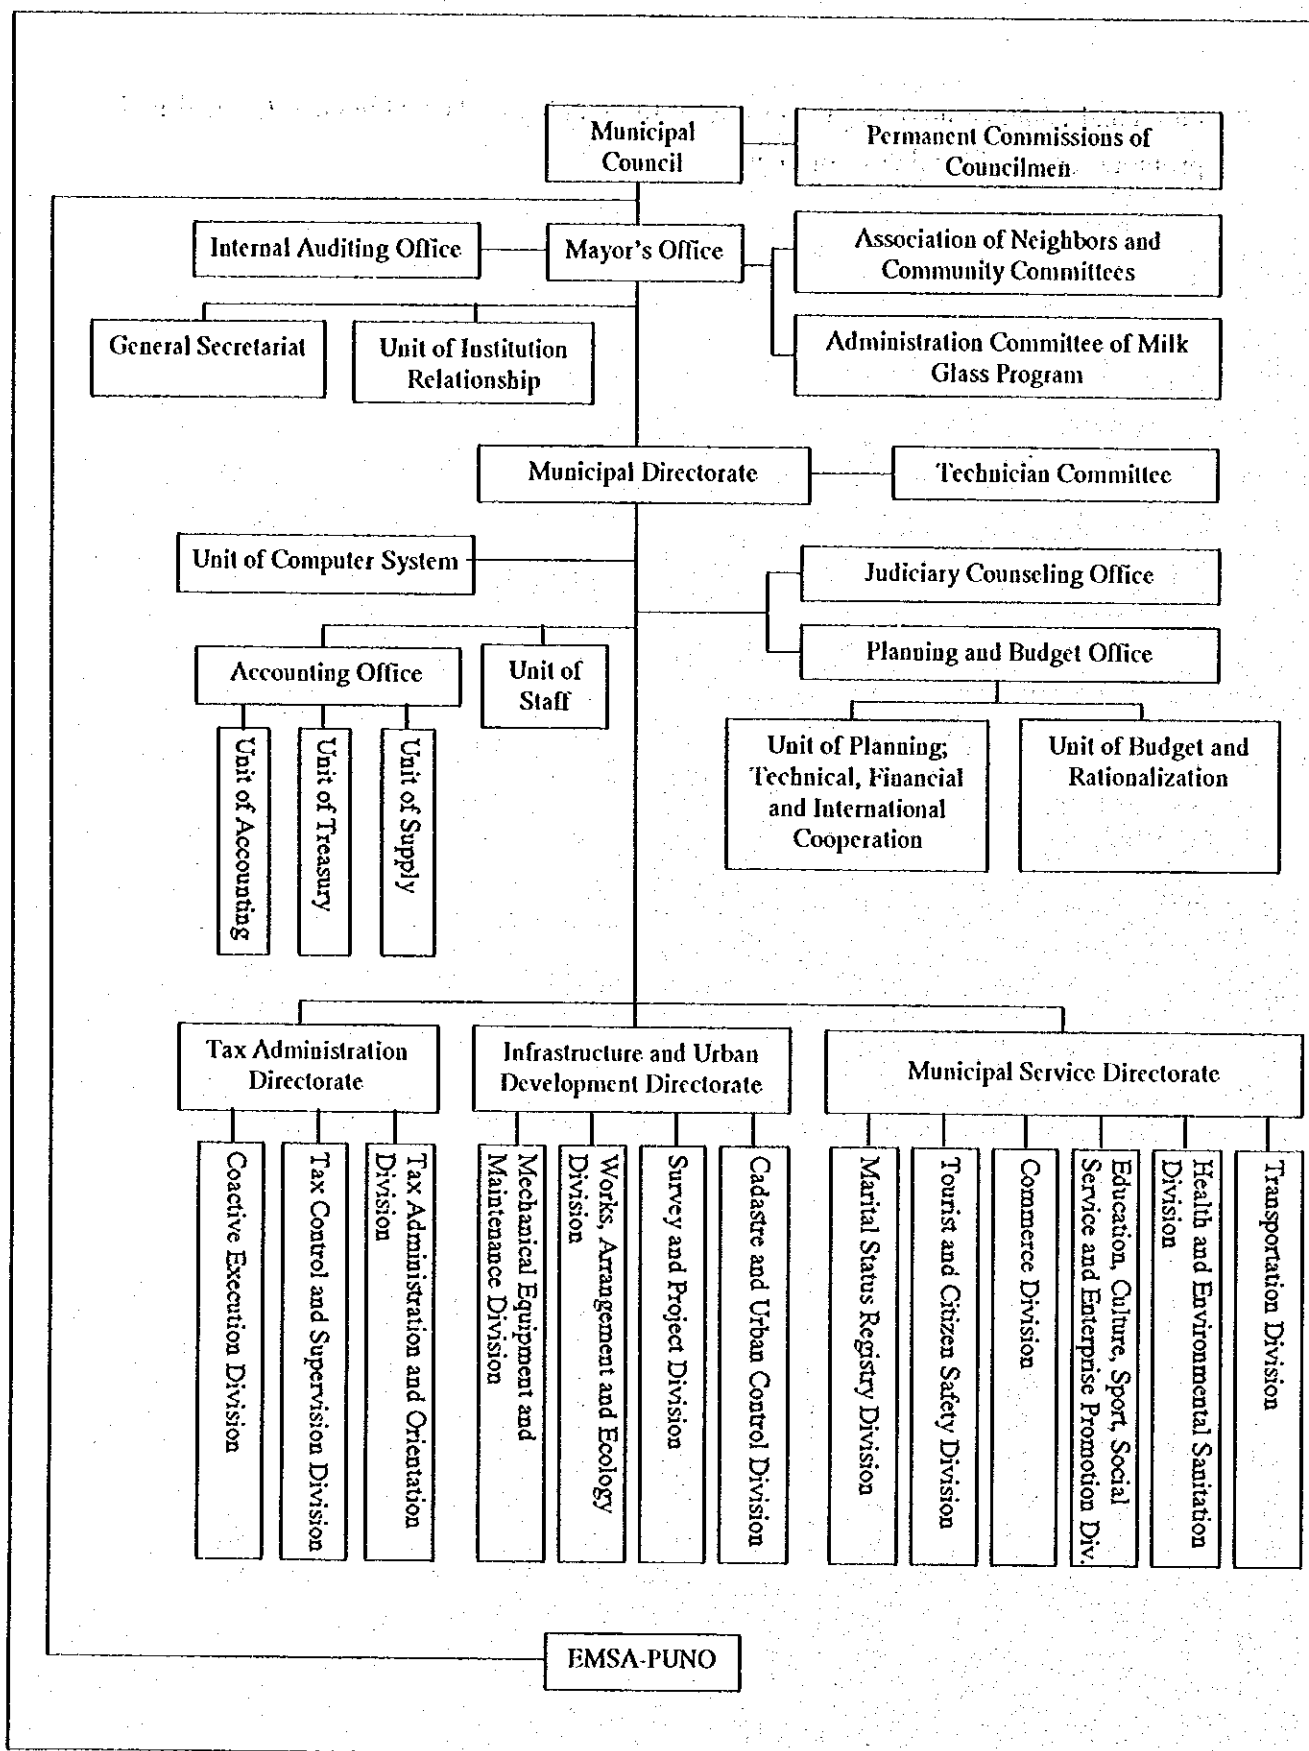 Municipal
Council
Permanent Commissions of
Councilmen
Internal Auditing Office
Mayor's Office
Association of Neighbors and
Community Committees
General Secretariat
Unit of Institution
Relationship
Administration Committee of Milk
Glass Program
Municipal Directorate
Technician Committee
Unit of Computer System
Judiciary Counseling Office
Planning and Budget Office
Accounting Office
Unit of
Staff
Unit of Accounting
Unit of Treasury
Unit of Supply
Unit of Planning;
Technical, Financial
and International
Cooperation
Unit of Budget and
Rationalization
Tax Administration
Directorate
Infrastructure and Urban
Development Directorate
Municipal Service Directorate
Coactive Execution Division
Tax Control and Supervision Division
Tax Administration and Orientation
Division
Mechanical Equipment and
Maintenance Division
Works, Arrangement and Ecology
Division
Survey and Project Division
Cadastre and Urban Control Division
Marital Status Registry Division
Tourist and Citizen Safety Division
Commerce Division
Education, Culture, Sport, Social
Service and Enterprise Promotion Div.
Health and Environmental Sanitation
Division
Transportation Division
EMSA-PUNO